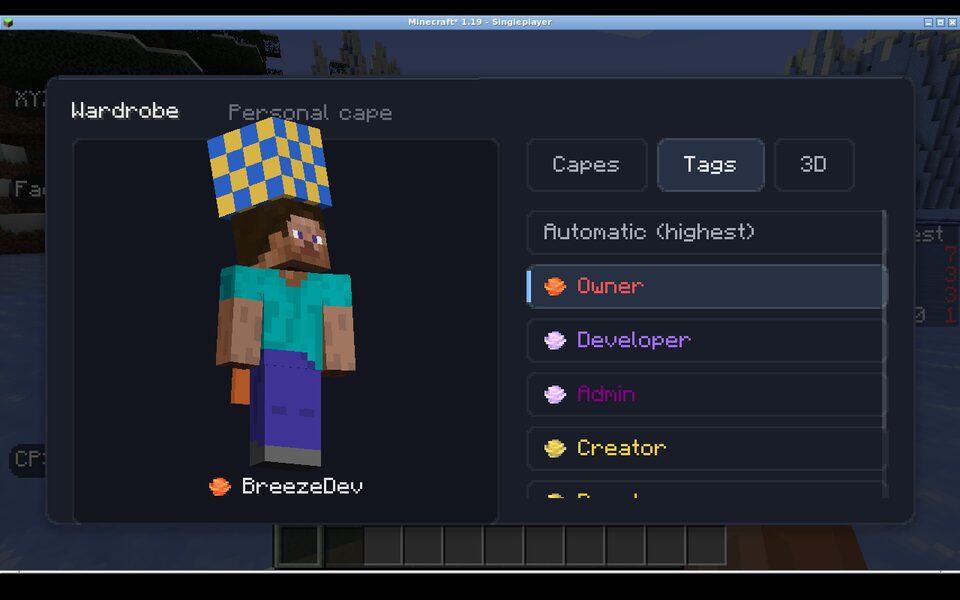 Minecraft* 1.19 - Singleplayer
Wardrobe
Personal cape
Capes
Tags
3D
Automatic (highest)
Owner
Developer
Admin
Creator
BreezeDev